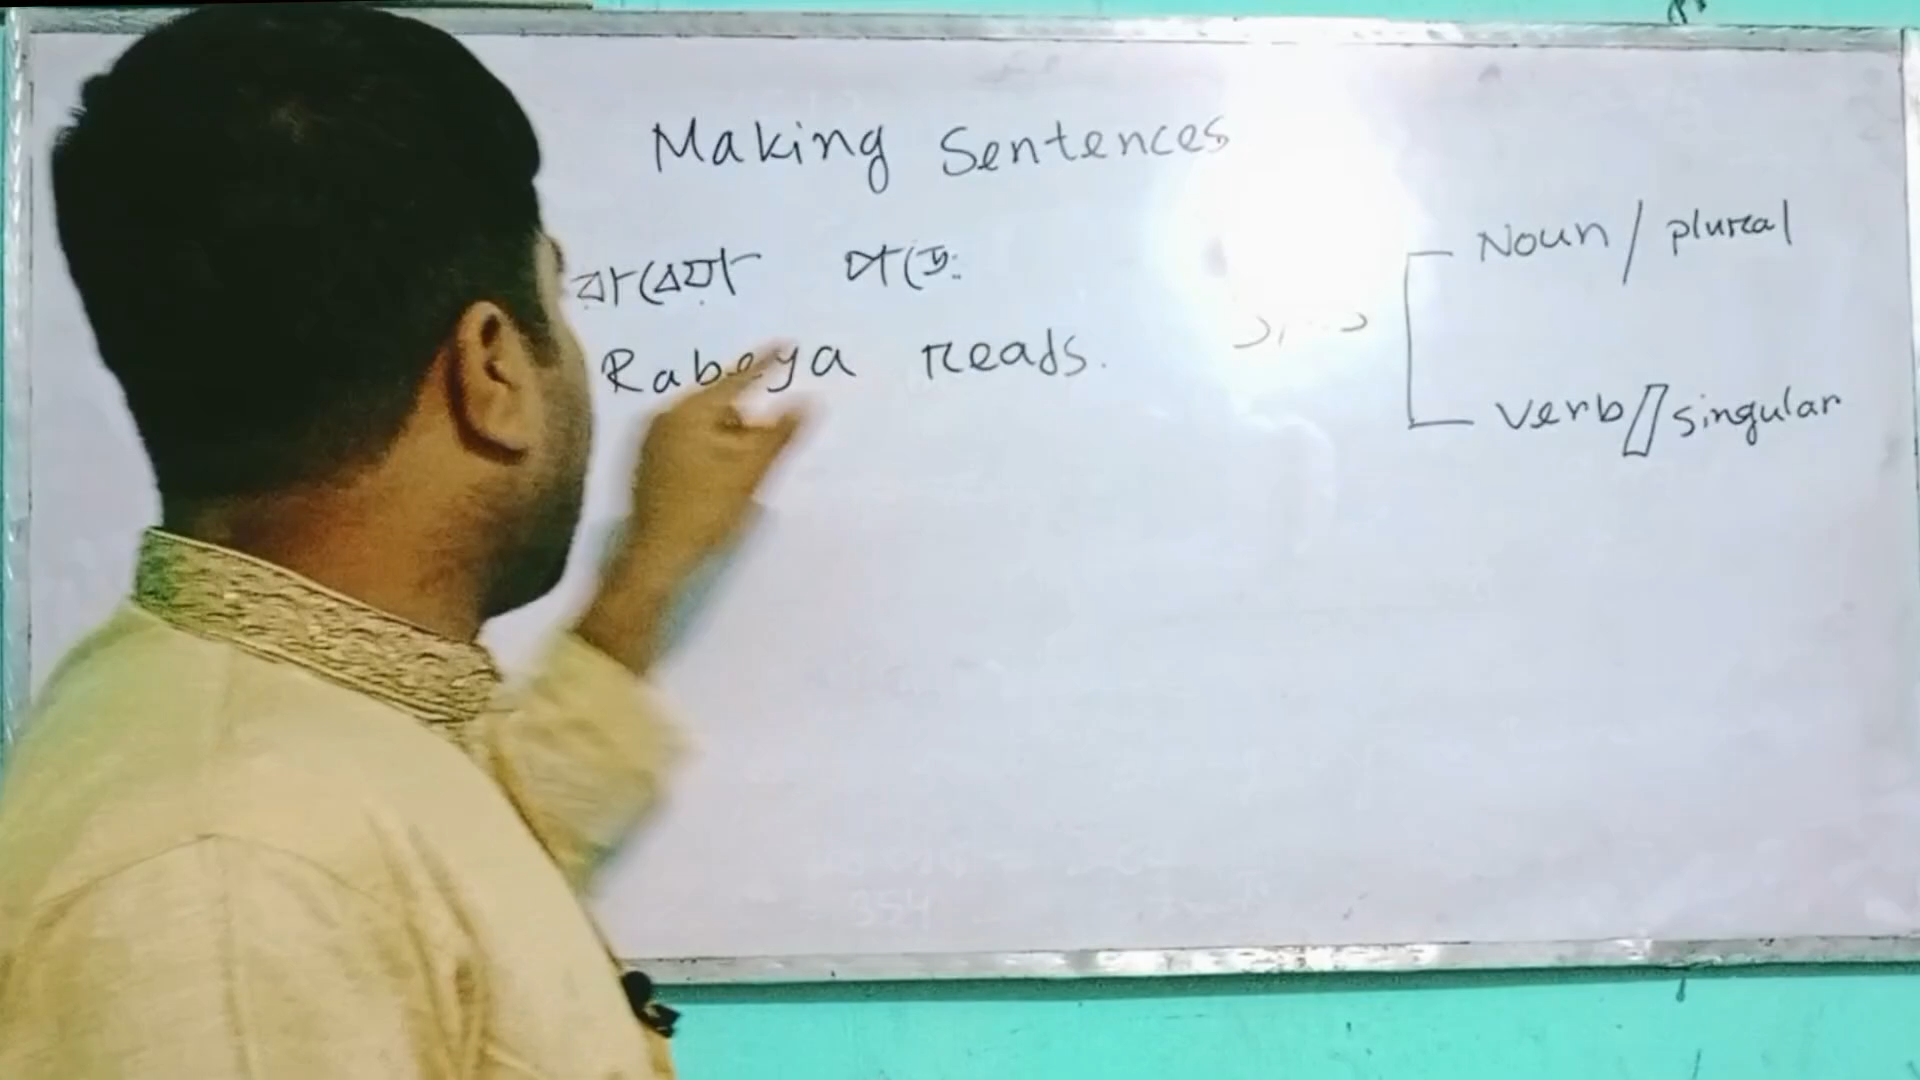 Making Sentences
রাবেয়া পড়ে।
Rabeya reads.
Noun / plural
verb // singular